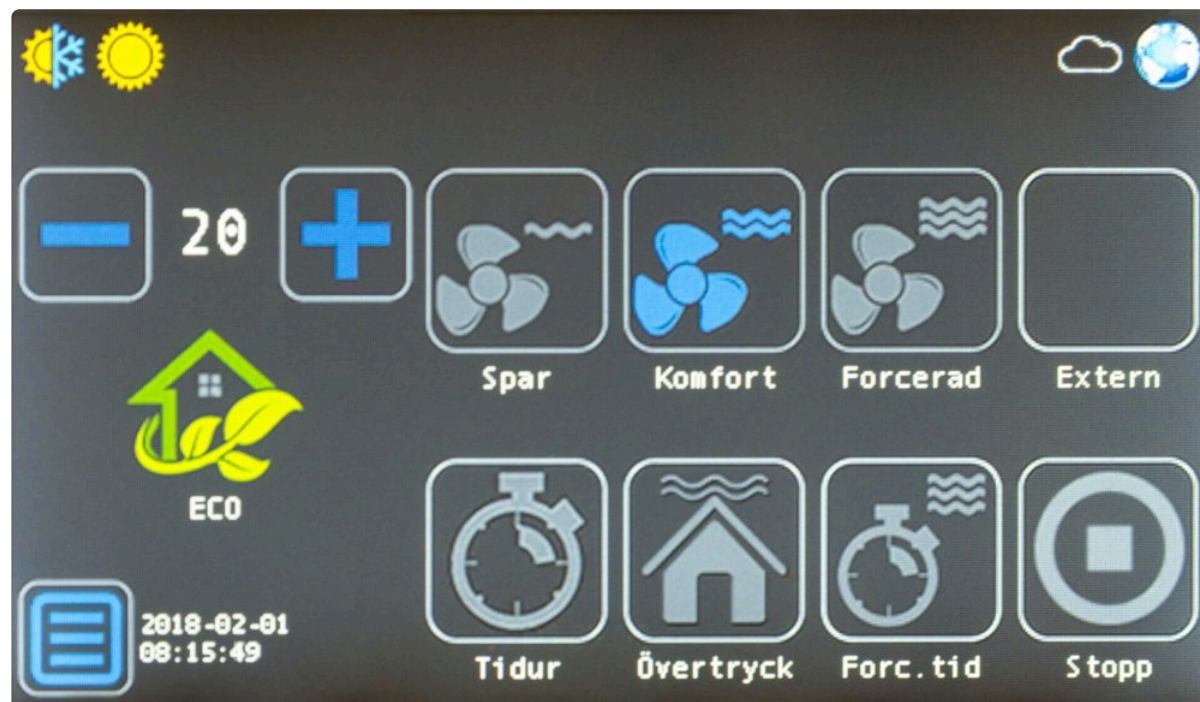 20
Spar
Komfort
Forcerad
Extern
ECO
2018-02-01
08:15:49
Tidur
Övertryck
Forc.tid
Stopp